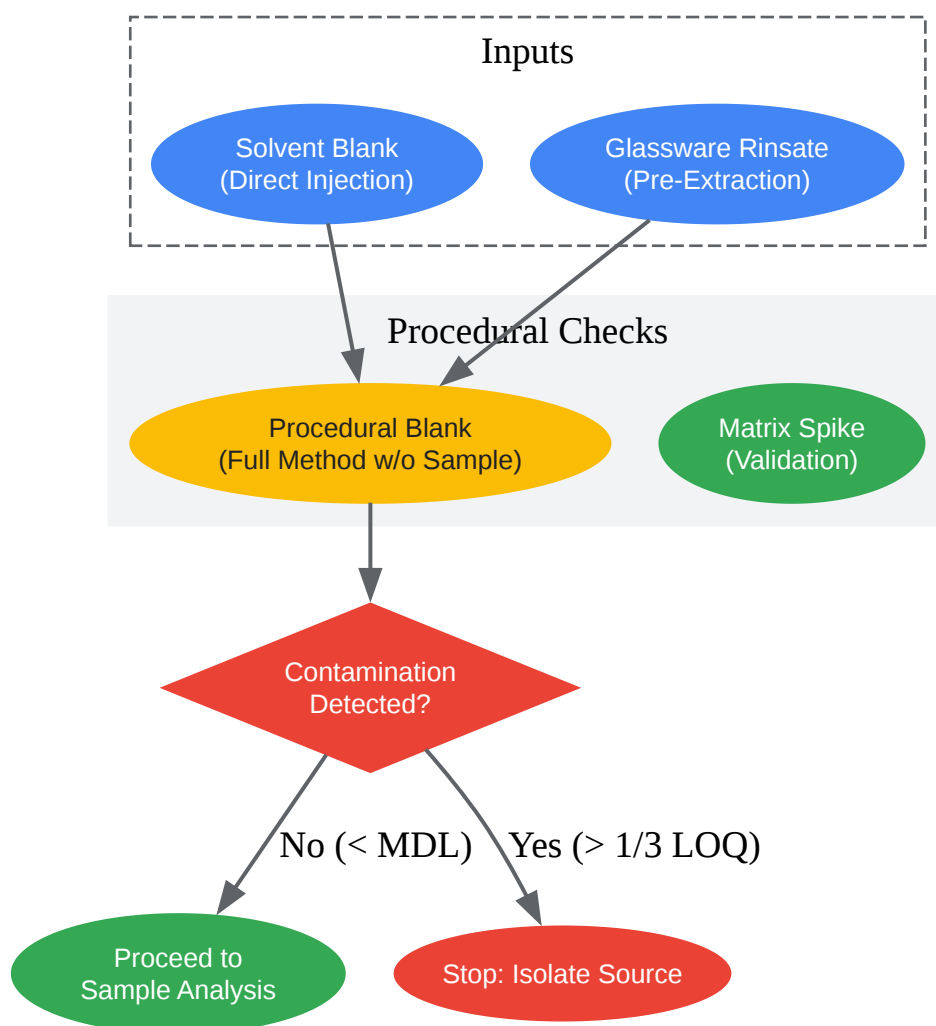 Inputs
Solvent Blank
(Direct Injection)
Glassware Rinsate
(Pre-Extraction)
Procedural Checks
Procedural Blank
(Full Method w/o Sample)
Matrix Spike
(Validation)
Contamination
Detected?
No (< MDL)
Yes (> 1/3 LOQ)
Proceed to
Sample Analysis
Stop: Isolate Source